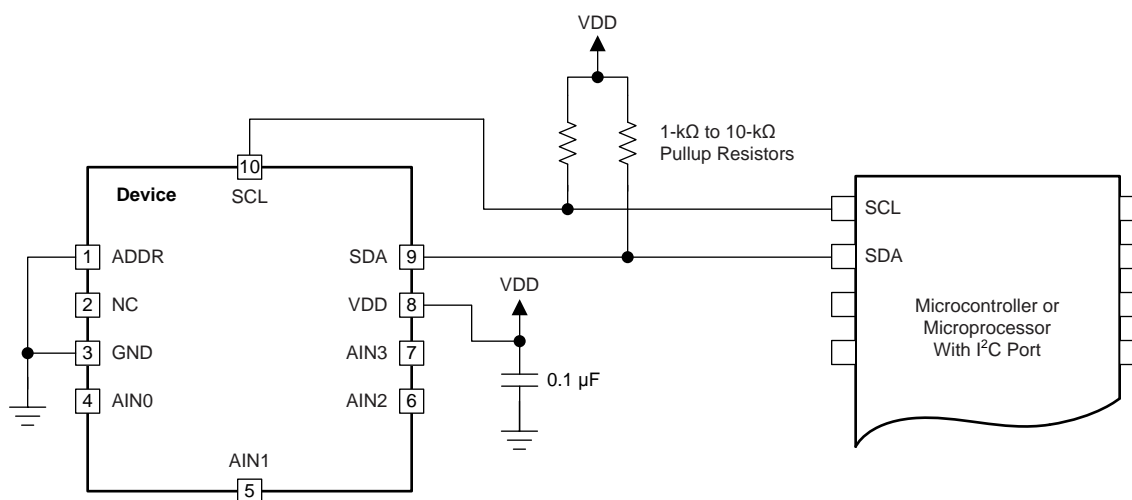 VDD
1-kΩ to 10-kΩ
Pullup Resistors
10
Device
SCL
SCL
1
ADDR
SDA
9
SDA
VDD
2
NC
VDD
8
Microcontroller or
Microprocessor
With I²C Port
3
GND
AIN3
7
0.1 µF
4
AIN0
AIN2
6
AIN1
5